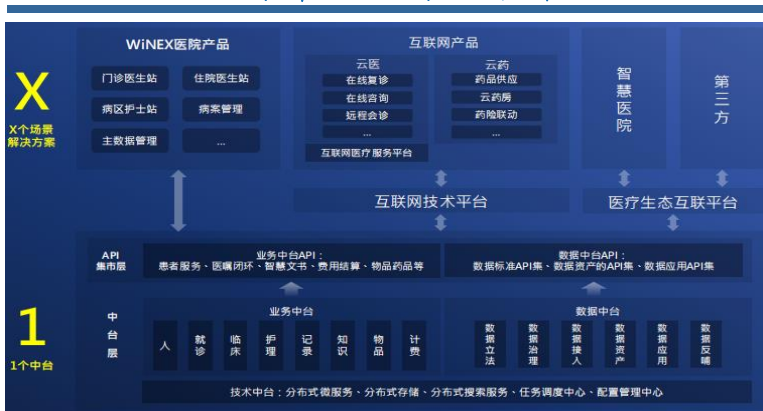 X
X个场景
解决方案
WiNEX医院产品
门诊医生站
住院医生站
病区护士站
病案管理
主数据管理
...
互联网产品
云医
在线复诊
在线咨询
远程会诊
...
互联网医疗服务平台
云药
药品供应
云药房
药险联动
...
智慧医院
第三方
互联网技术平台
医疗生态互联平台
1
1个中台
API
集市层
业务中台API：
患者服务、医嘱闭环、智慧文书、费用结算、物品药品等
数据中台API：
数据标准API集、数据资产的API集、数据应用API集
中台层
业务中台
人
就诊
临床
护理
记录
知识
物品
计费
数据中台
数据立法
数据治理
数据接入
数据资产
数据应用
数据反哺
技术中台：分布式微服务、分布式存储、分布式搜索服务、任务调度中心、配置管理中心